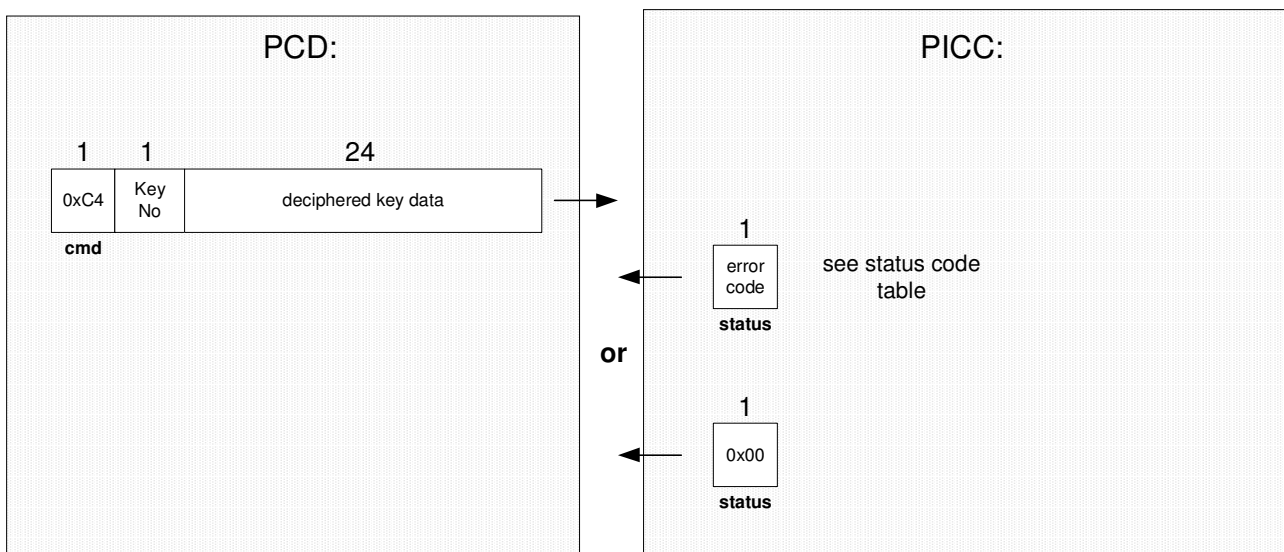 PCD:
PICC:
1 1 24
0xC4
Key
No
deciphered key data
cmd
1
error
code
see status code
table
status
or
1
0x00
status